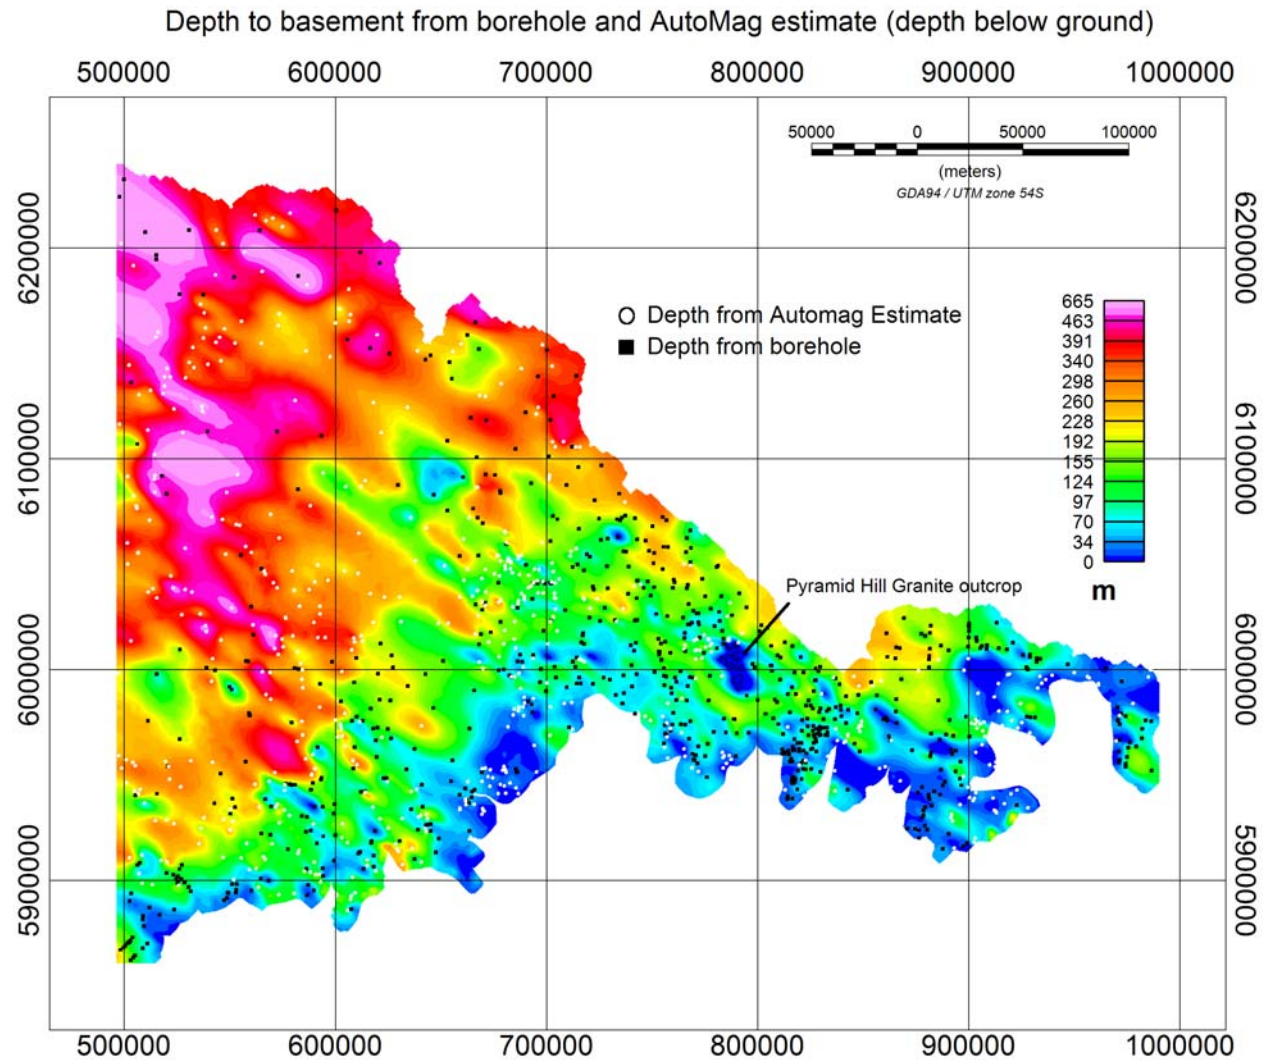 Depth to basement from borehole and AutoMag estimate (depth below ground)
500000 600000 700000 800000 900000 1000000
50000 0 50000 100000
(meters)
GDA94 / UTM zone 54S
6200000 6200000
Depth from Automag Estimate
Depth from borehole
665
463
391
340
298
260
228
192
155
124
97
70
34
0
m
6100000 6100000
Pyramid Hill Granite outcrop
6000000 6000000
5900000 5900000
500000 600000 700000 800000 900000 1000000